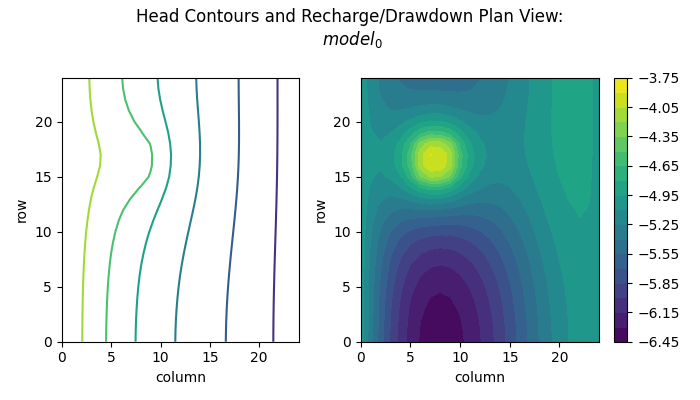 Head Contours and Recharge/Drawdown Plan View:
model₀
row
20
15
10
5
0
0 5 10 15 20
column
row
20
15
10
5
0
0 5 10 15 20
column
−3.75
−4.05
−4.35
−4.65
−4.95
−5.25
−5.55
−5.85
−6.15
−6.45